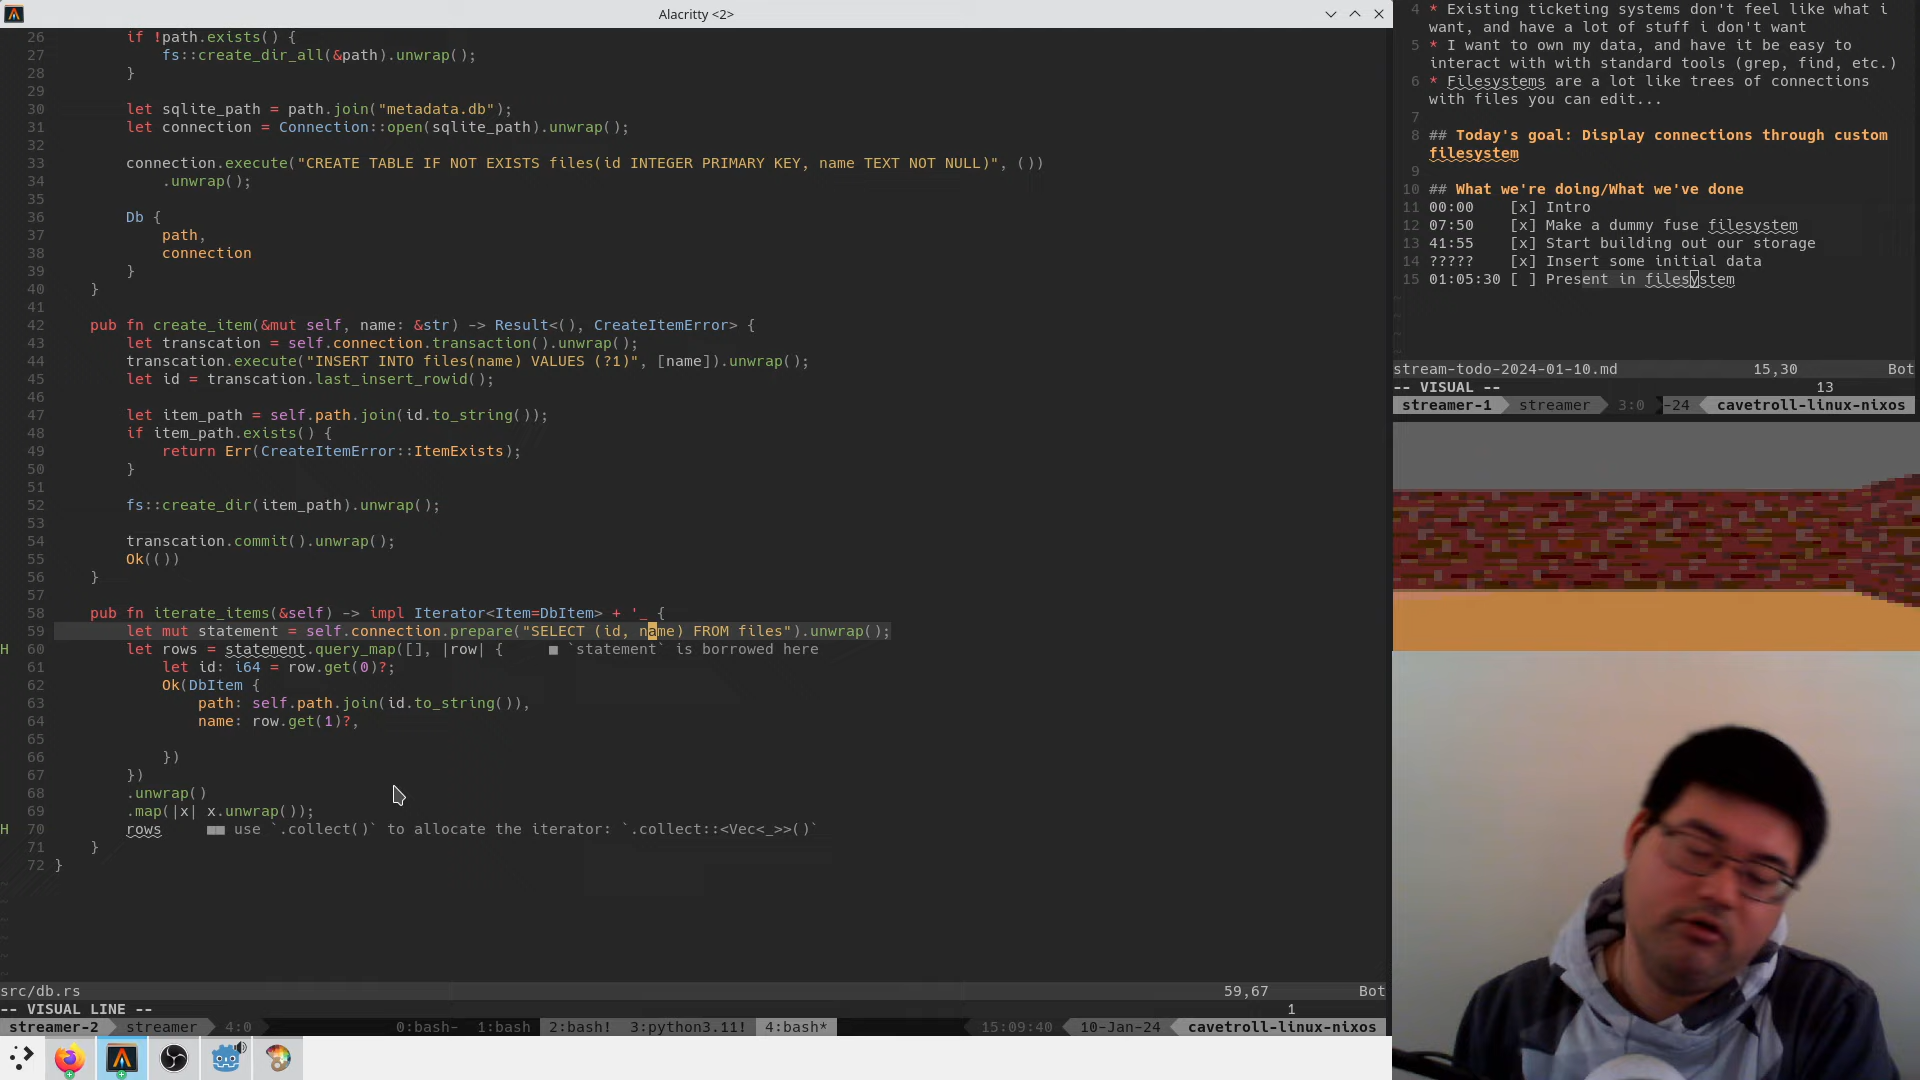 Alacritty <2>
26 if !path.exists() {
27 fs::create_dir_all(&path).unwrap();
28 }
29
30 let sqlite_path = path.join("metadata.db");
31 let connection = Connection::open(sqlite_path).unwrap();
32
33 connection.execute("CREATE TABLE IF NOT EXISTS files(id INTEGER PRIMARY KEY, name TEXT NOT NULL)", ())
34 .unwrap();
35
36 Db {
37 path,
38 connection
39 }
40 }
41
42 pub fn create_item(&mut self, name: &str) -> Result<(), CreateItemError> {
43 let transcation = self.connection.transaction().unwrap();
44 transcation.execute("INSERT INTO files(name) VALUES (?1)", [name]).unwrap();
45 let id = transcation.last_insert_rowid();
46
47 let item_path = self.path.join(id.to_string());
48 if item_path.exists() {
49 return Err(CreateItemError::ItemExists);
50 }
51
52 fs::create_dir(item_path).unwrap();
53
54 transcation.commit().unwrap();
55 Ok(())
56 }
57
58 pub fn iterate_items(&self) -> impl Iterator<Item=DbItem> + '_ {
59 let mut statement = self.connection.prepare("SELECT (id, name) FROM files").unwrap();
H 60 let rows = statement.query_map([], |row| { ■ `statement` is borrowed here
61 let id: i64 = row.get(0)?;
62 Ok(DbItem {
63 path: self.path.join(id.to_string()),
64 name: row.get(1)?,
65
66 })
67 })
68 .unwrap()
69 .map(|x| x.unwrap());
H 70 rows ■■ use `.collect()` to allocate the iterator: `.collect::<Vec<_>>()`
71 }
72 }
~
~
~
~
~
~
src/db.rs 59,67 Bot
-- VISUAL LINE -- 1
streamer-2 streamer 4:0 0:bash- 1:bash 2:bash! 3:python3.11! 4:bash* 15:09:40 10-Jan-24 cavetroll-linux-nixos
4 * Existing ticketing systems don't feel like what i
want, and have a lot of stuff i don't want
5 * I want to own my data, and have it be easy to
interact with with standard tools (grep, find, etc.)
6 * Filesystems are a lot like trees of connections
with files you can edit...
7
8 ## Today's goal: Display connections through custom
filesystem
9
10 ## What we're doing/What we've done
11 00:00 [x] Intro
12 07:50 [x] Make a dummy fuse filesystem
13 41:55 [x] Start building out our storage
14 ????? [x] Insert some initial data
15 01:05:30 [ ] Present in filesystem
~
~
~
stream-todo-2024-01-10.md 15,30 Bot
-- VISUAL -- 13
streamer-1 streamer 3:0 -24 cavetroll-linux-nixos